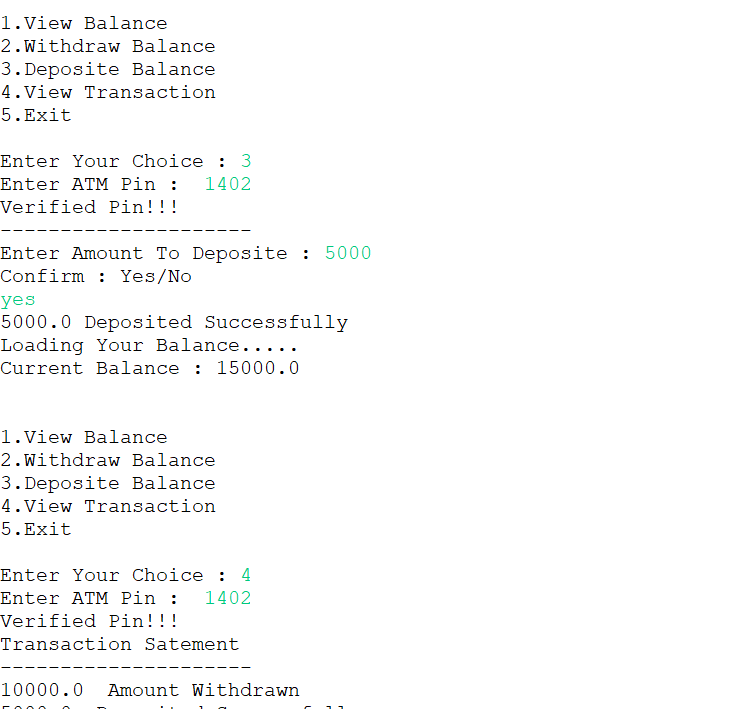 1.View Balance
2.Withdraw Balance
3.Deposite Balance
4.View Transaction
5.Exit
Enter Your Choice : 3
Enter ATM Pin :  1402
Verified Pin!!!
---------------------
Enter Amount To Deposite : 5000
Confirm : Yes/No
yes
5000.0 Deposited Successfully
Loading Your Balance.....
Current Balance : 15000.0
1.View Balance
2.Withdraw Balance
3.Deposite Balance
4.View Transaction
5.Exit
Enter Your Choice : 4
Enter ATM Pin :  1402
Verified Pin!!!
Transaction Satement
---------------------
10000.0  Amount Withdrawn